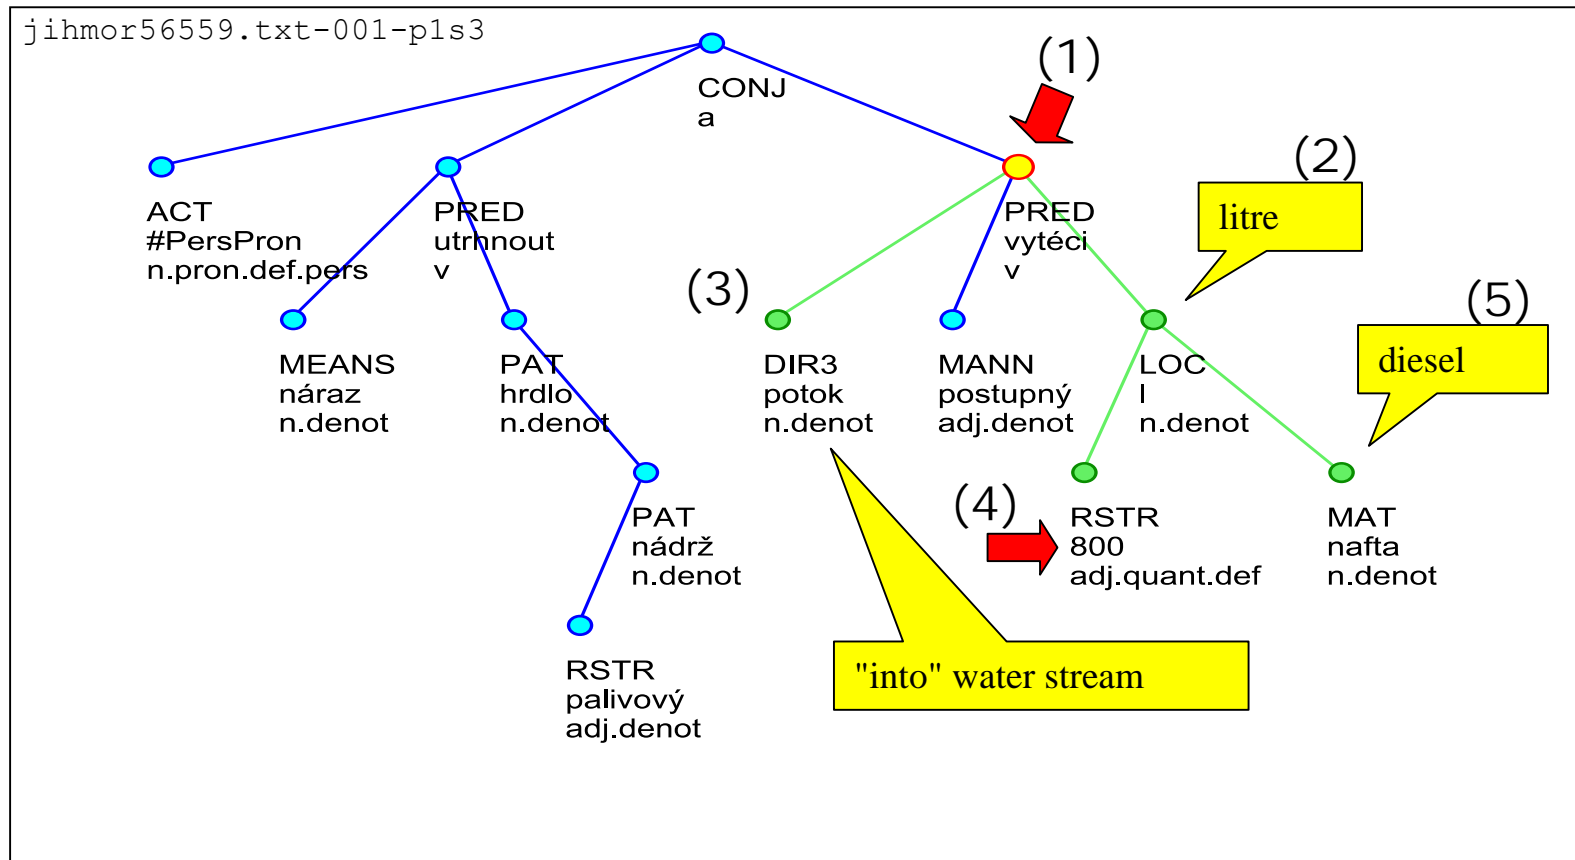 jihmor56559.txt-001-p1s3
CONJ
a
(1)
(2)
litre
ACT
#PersPron
n.pron.def.pers
PRED
utrhnout
v
PRED
vytéci
v
(3)
(5)
diesel
MEANS
náraz
n.denot
PAT
hrdlo
n.denot
DIR3
potok
n.denot
MANN
postupný
adj.denot
LOC
l
n.denot
(4)
PAT
nádrž
n.denot
RSTR
800
adj.quant.def
MAT
nafta
n.denot
RSTR
palivový
adj.denot
"into" water stream